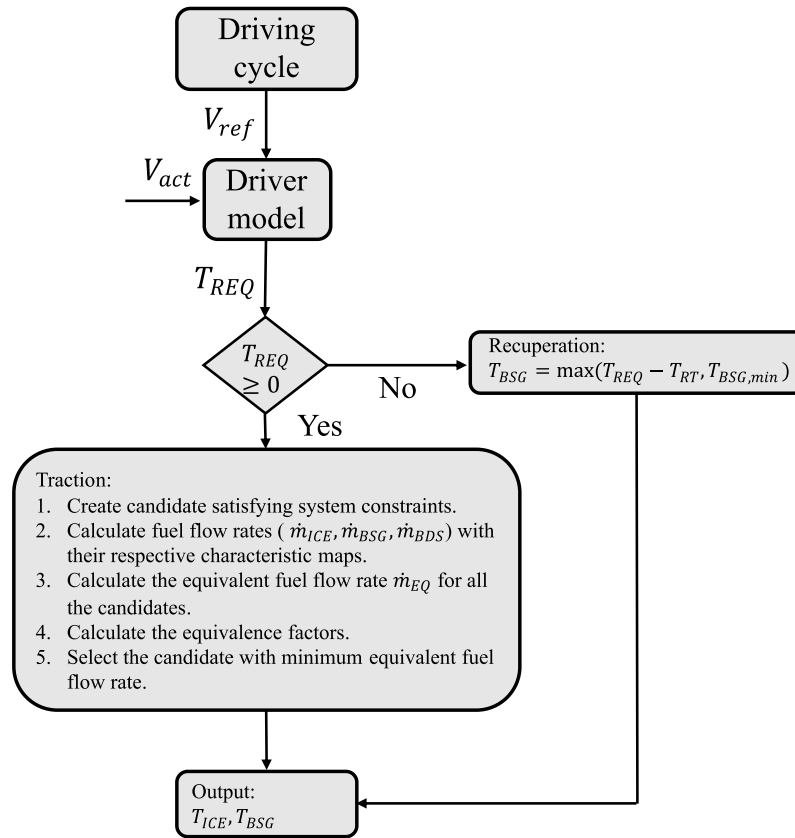 Driving
cycle
V_ref
V_act
Driver
model
T_REQ
T_REQ
≥ 0
No
Recuperation:
T_BSG = max(T_REQ − T_RT, T_BSG,min)
Yes
Traction:
1. Create candidate satisfying system constraints.
2. Calculate fuel flow rates ( ṁ_ICE, ṁ_BSG, ṁ_BDS) with
their respective characteristic maps.
3. Calculate the equivalent fuel flow rate ṁ_EQ for all
the candidates.
4. Calculate the equivalence factors.
5. Select the candidate with minimum equivalent fuel
flow rate.
Output:
T_ICE, T_BSG